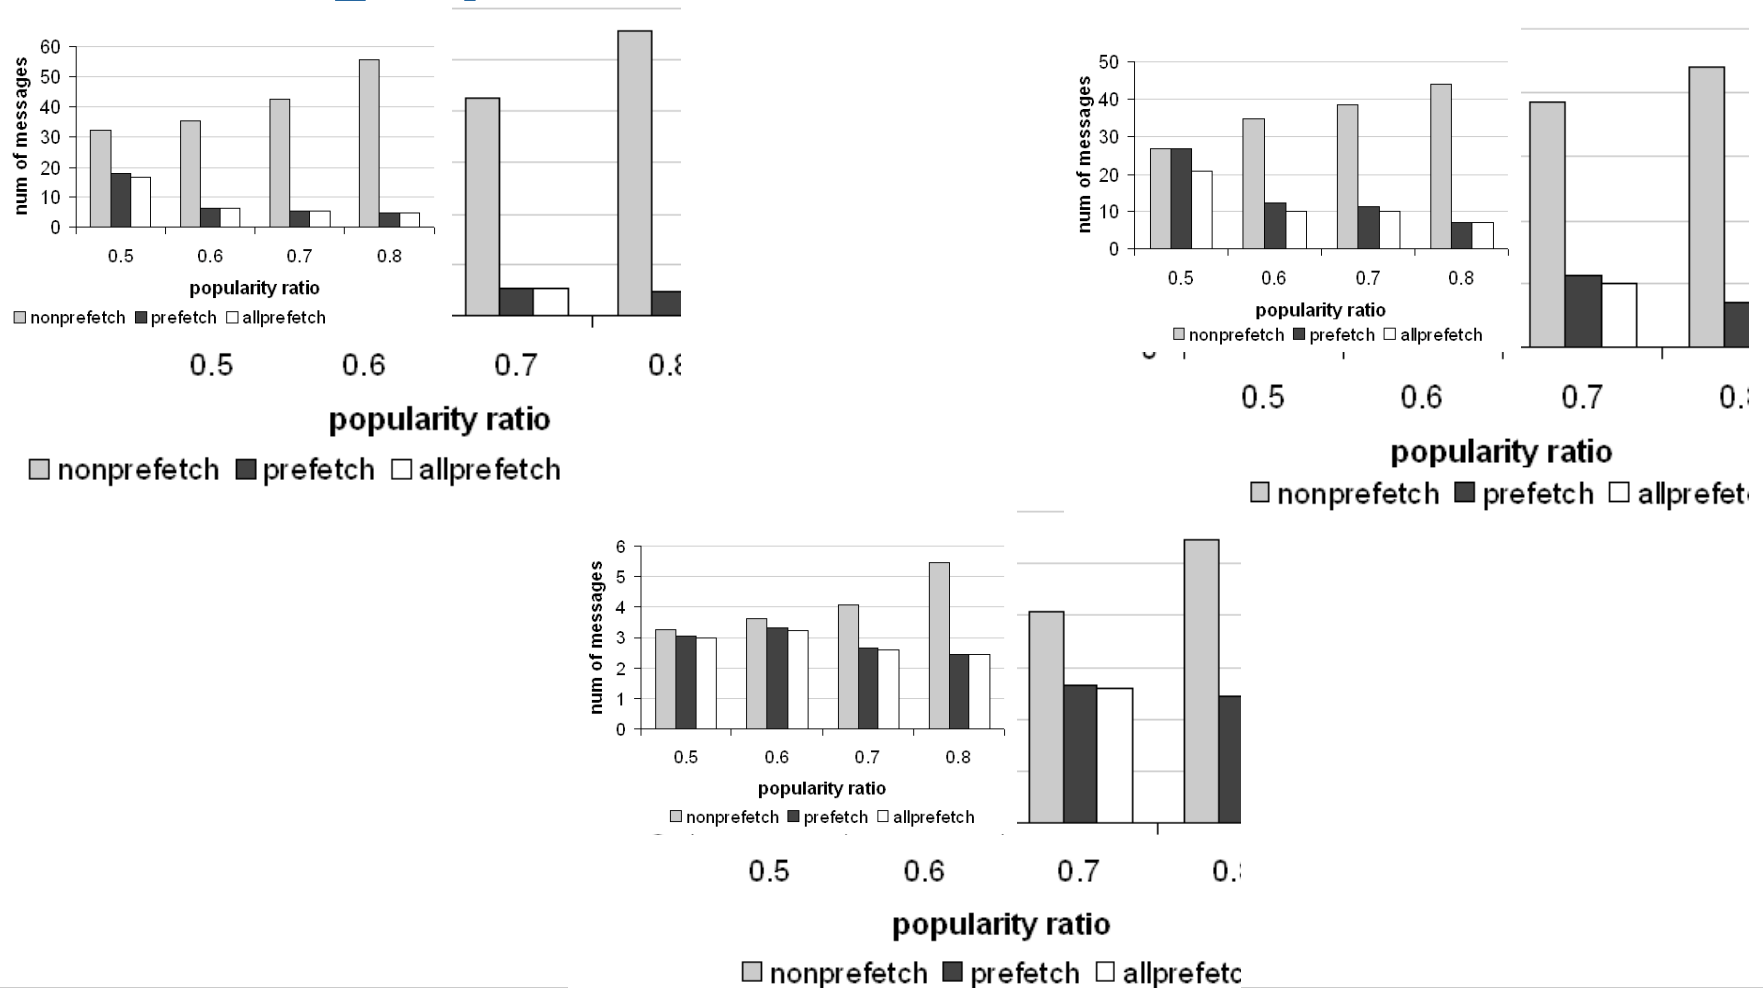 60
50
40
30
20
10
0
num of messages
0.5 0.6 0.7 0.8
popularity ratio
nonprefetch prefetch allprefetch
0.5 0.6 0.7
popularity ratio
nonprefetch prefetch allprefetch
50
40
30
20
10
0
num of messages
0.5 0.6 0.7 0.8
popularity ratio
nonprefetch prefetch allprefetch
0.5 0.6 0.7 0.
popularity ratio
nonprefetch prefetch allprefet
6
5
4
3
2
1
0
num of messages
0.5 0.6 0.7 0.8
popularity ratio
nonprefetch prefetch allprefetch
0.5 0.6 0.7 0.
popularity ratio
nonprefetch prefetch allprefetc